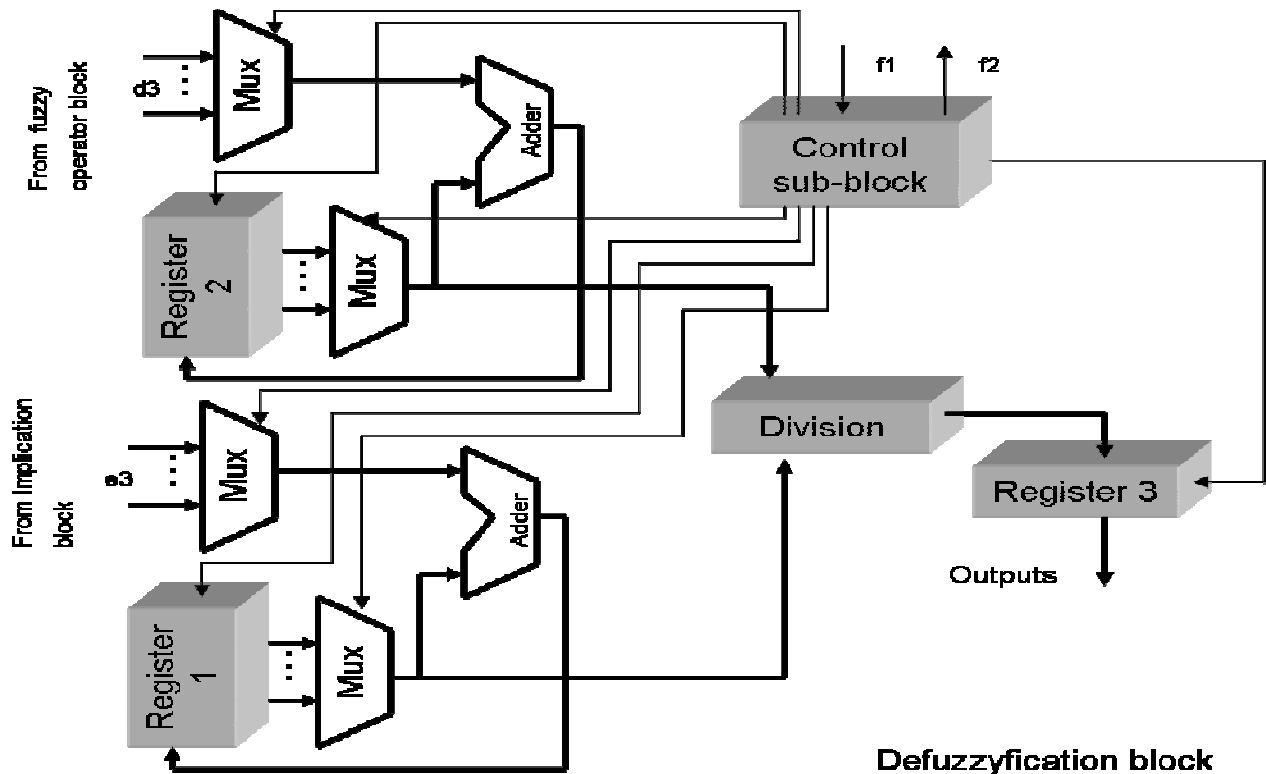 From fuzzy
operator block
Mux
Adder
f1
f2
Control
sub-block
Register
2
Mux
From Implication
block
e3
Mux
Adder
Division
Register 3
Outputs
Register
1
Mux
Defuzzyfication block